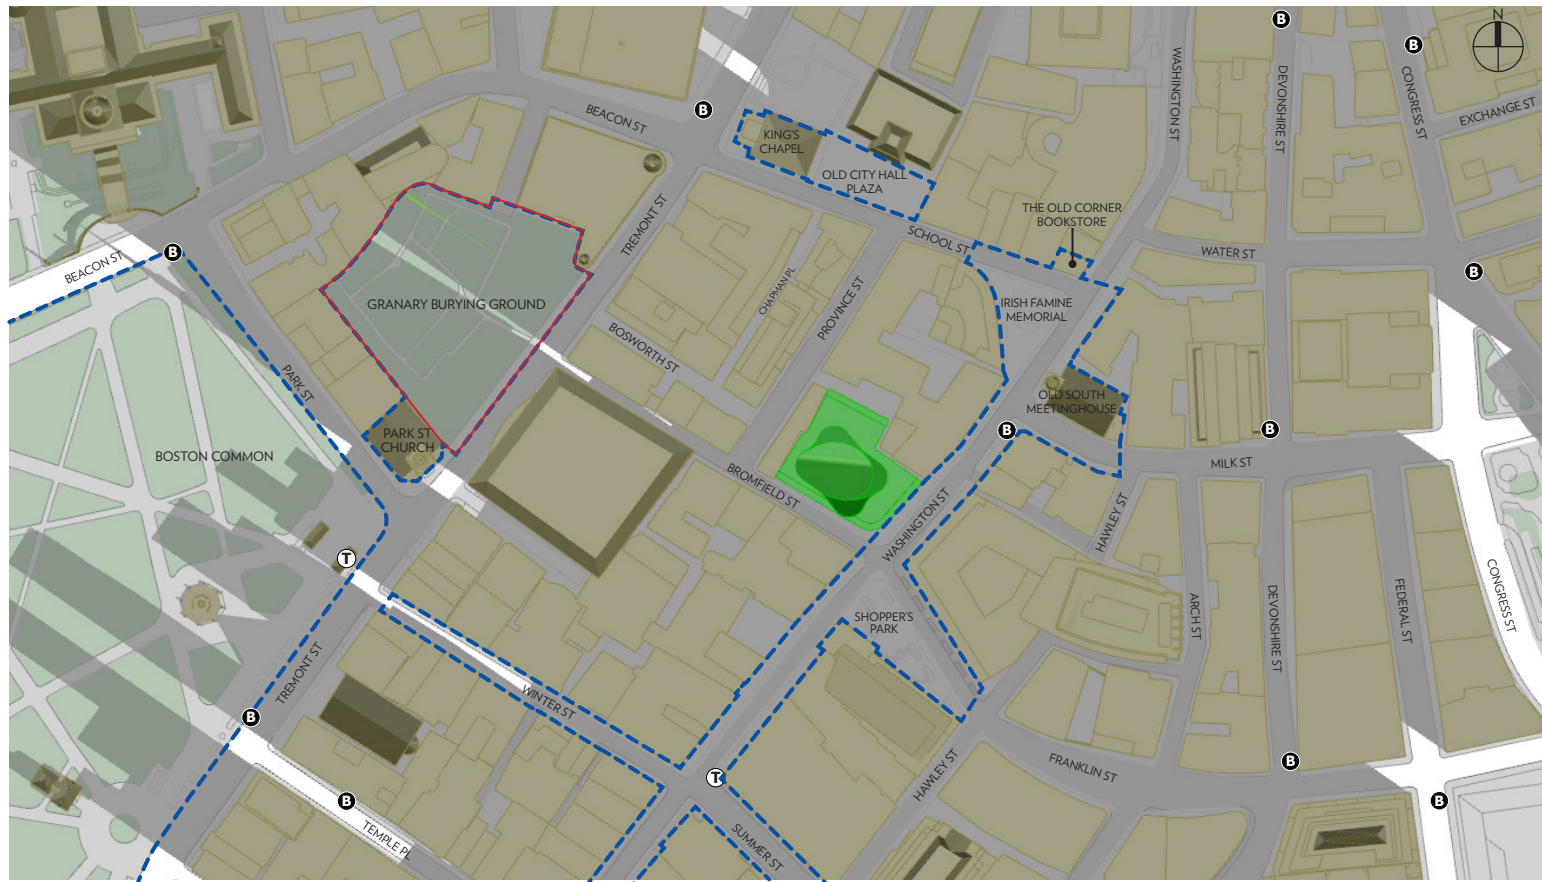 N
B
B
B
B
B
B
B
B
B
B
B
B
T
T
BEACON ST
BEACON ST
KING'S
CHAPEL
OLD CITY HALL
PLAZA
WASHINGTON ST
DEVONSHIRE ST
CONGRESS ST
EXCHANGE ST
THE OLD CORNER
BOOKSTORE
TREMONT ST
SCHOOL ST
WATER ST
GRANARY BURYING GROUND
CHAPMAN PL
PROVINCE ST
IRISH FAMINE
MEMORIAL
BOSWORTH ST
PARK ST
OLD SOUTH
MEETINGHOUSE
PARK ST
CHURCH
BOSTON COMMON
BROMFIELD ST
MILK ST
WASHINGTON ST
HAWLEY ST
SHOPPER'S
PARK
ARCH ST
DEVONSHIRE ST
FEDERAL ST
CONGRESS ST
TREMONT ST
WINTER ST
HAWLEY ST
FRANKLIN ST
TEMPLE PL
SUMMER ST